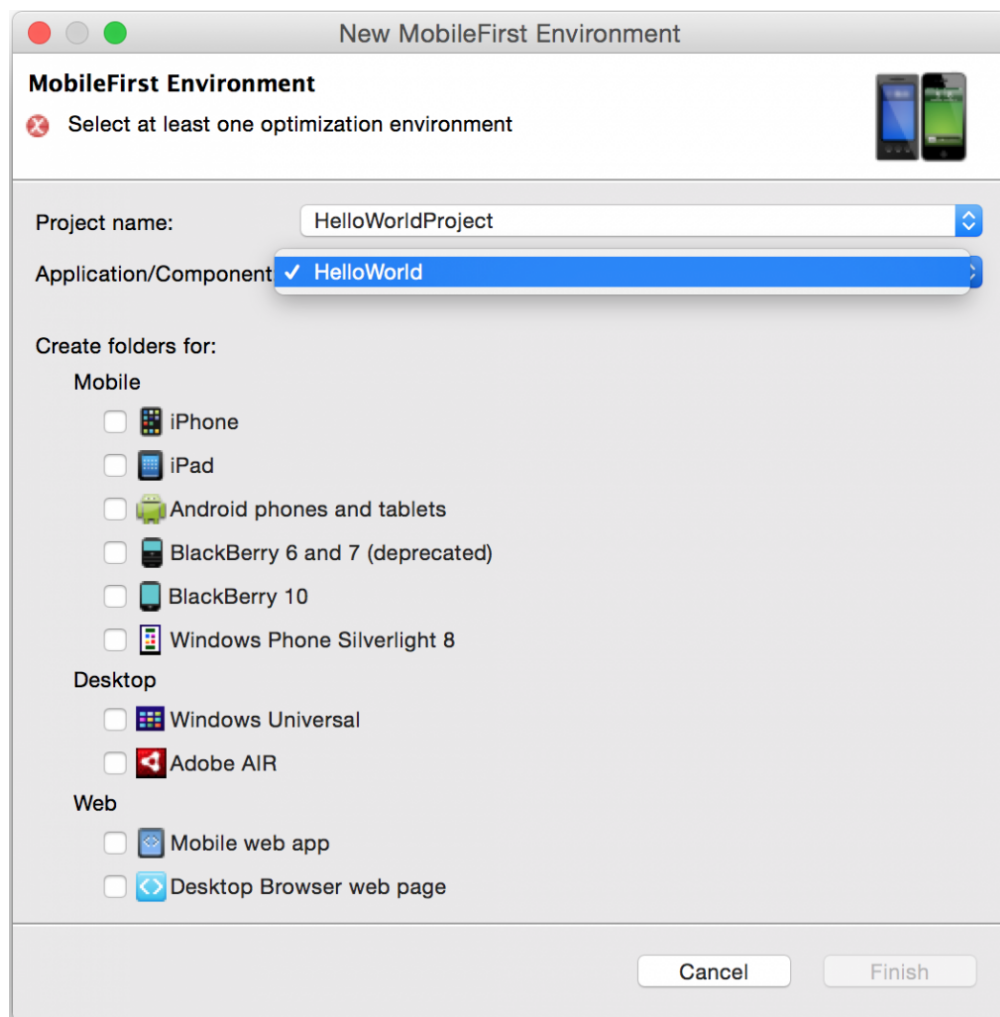 New MobileFirst Environment
MobileFirst Environment
Select at least one optimization environment
Project name: HelloWorldProject
Application/Component ✓ HelloWorld
Create folders for:
Mobile
iPhone
iPad
Android phones and tablets
BlackBerry 6 and 7 (deprecated)
BlackBerry 10
Windows Phone Silverlight 8
Desktop
Windows Universal
Adobe AIR
Web
Mobile web app
Desktop Browser web page
Cancel Finish